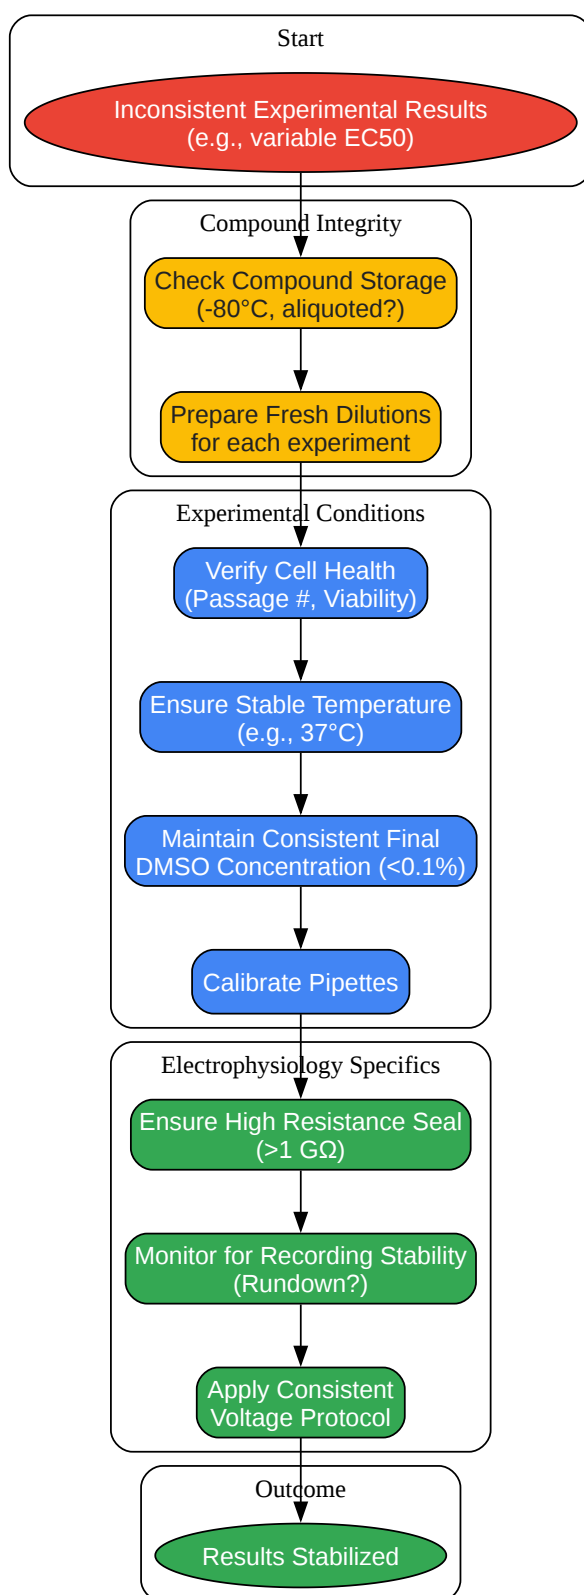 Start
Inconsistent Experimental Results
(e.g., variable EC50)
Compound Integrity
Check Compound Storage
(-80°C, aliquoted?)
Prepare Fresh Dilutions
for each experiment
Experimental Conditions
Verify Cell Health
(Passage #, Viability)
Ensure Stable Temperature
(e.g., 37°C)
Maintain Consistent Final
DMSO Concentration (<0.1%)
Calibrate Pipettes
Electrophysiology Specifics
Ensure High Resistance Seal
(>1 GΩ)
Monitor for Recording Stability
(Rundown?)
Apply Consistent
Voltage Protocol
Outcome
Results Stabilized